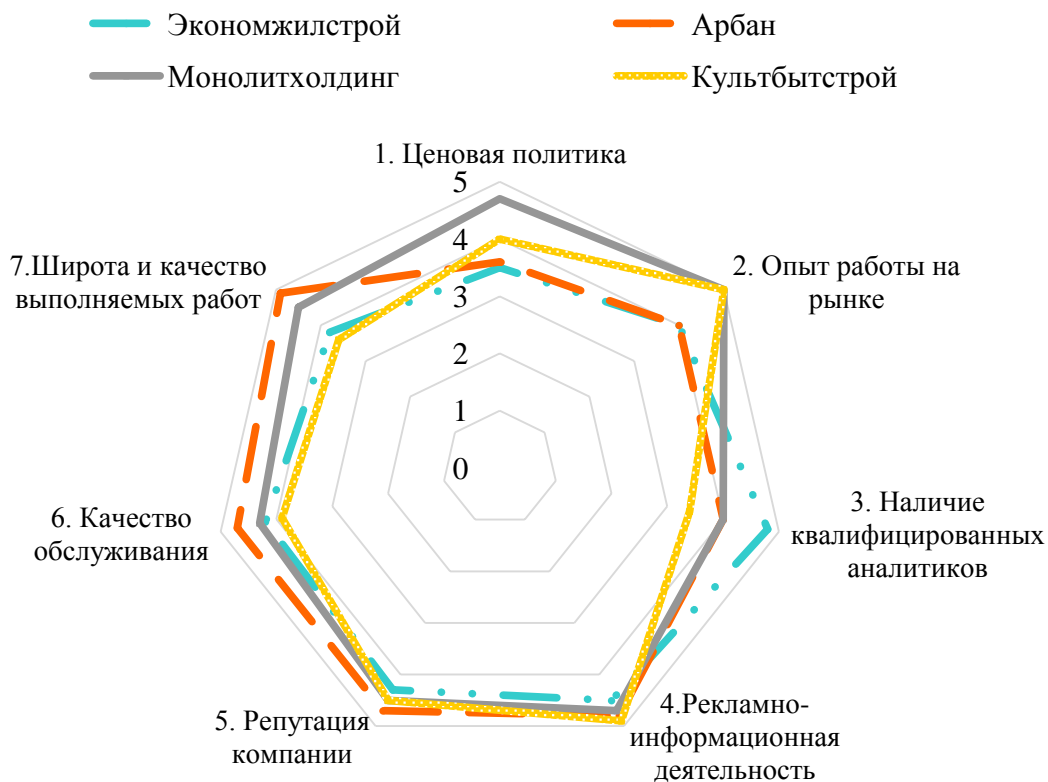 Экономжилстрой
Арбан
Монолитхолдинг
Культбытстрой
1. Ценовая политика
5
4
3
2
1
0
2. Опыт работы на
рынке
3. Наличие
квалифицированных
аналитиков
4.Рекламно-
информационная
деятельность
5. Репутация
компании
6. Качество
обслуживания
7.Широта и качество
выполняемых работ